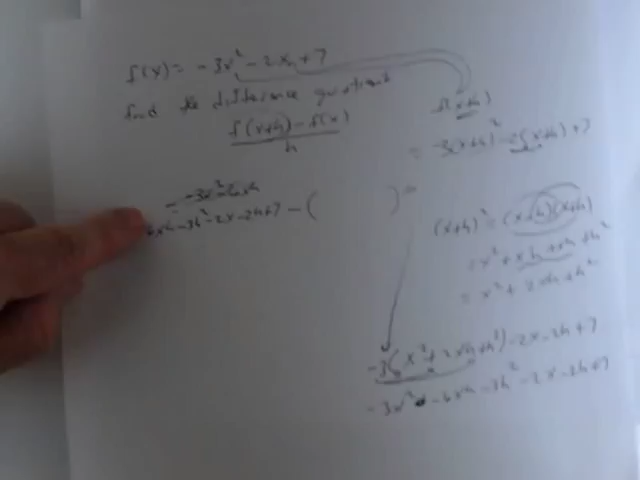 f(x) = -3x² - 2x + 7
find the difference quotient
f(x+h) - f(x)
h
f(x+h)
= -3(x+h)² - 2(x+h) + 7
-3x² - 6xh
6xh - 3h² - 2x - 2h + 7 - (        )
(x+h)² = (x+h)(x+h)
= x² + xh + xh + h²
= x² + 2xh + h²
-3(x² + 2xh + h²) - 2x - 2h + 7
-3x² - 6xh - 3h² - 2x - 2h + 7